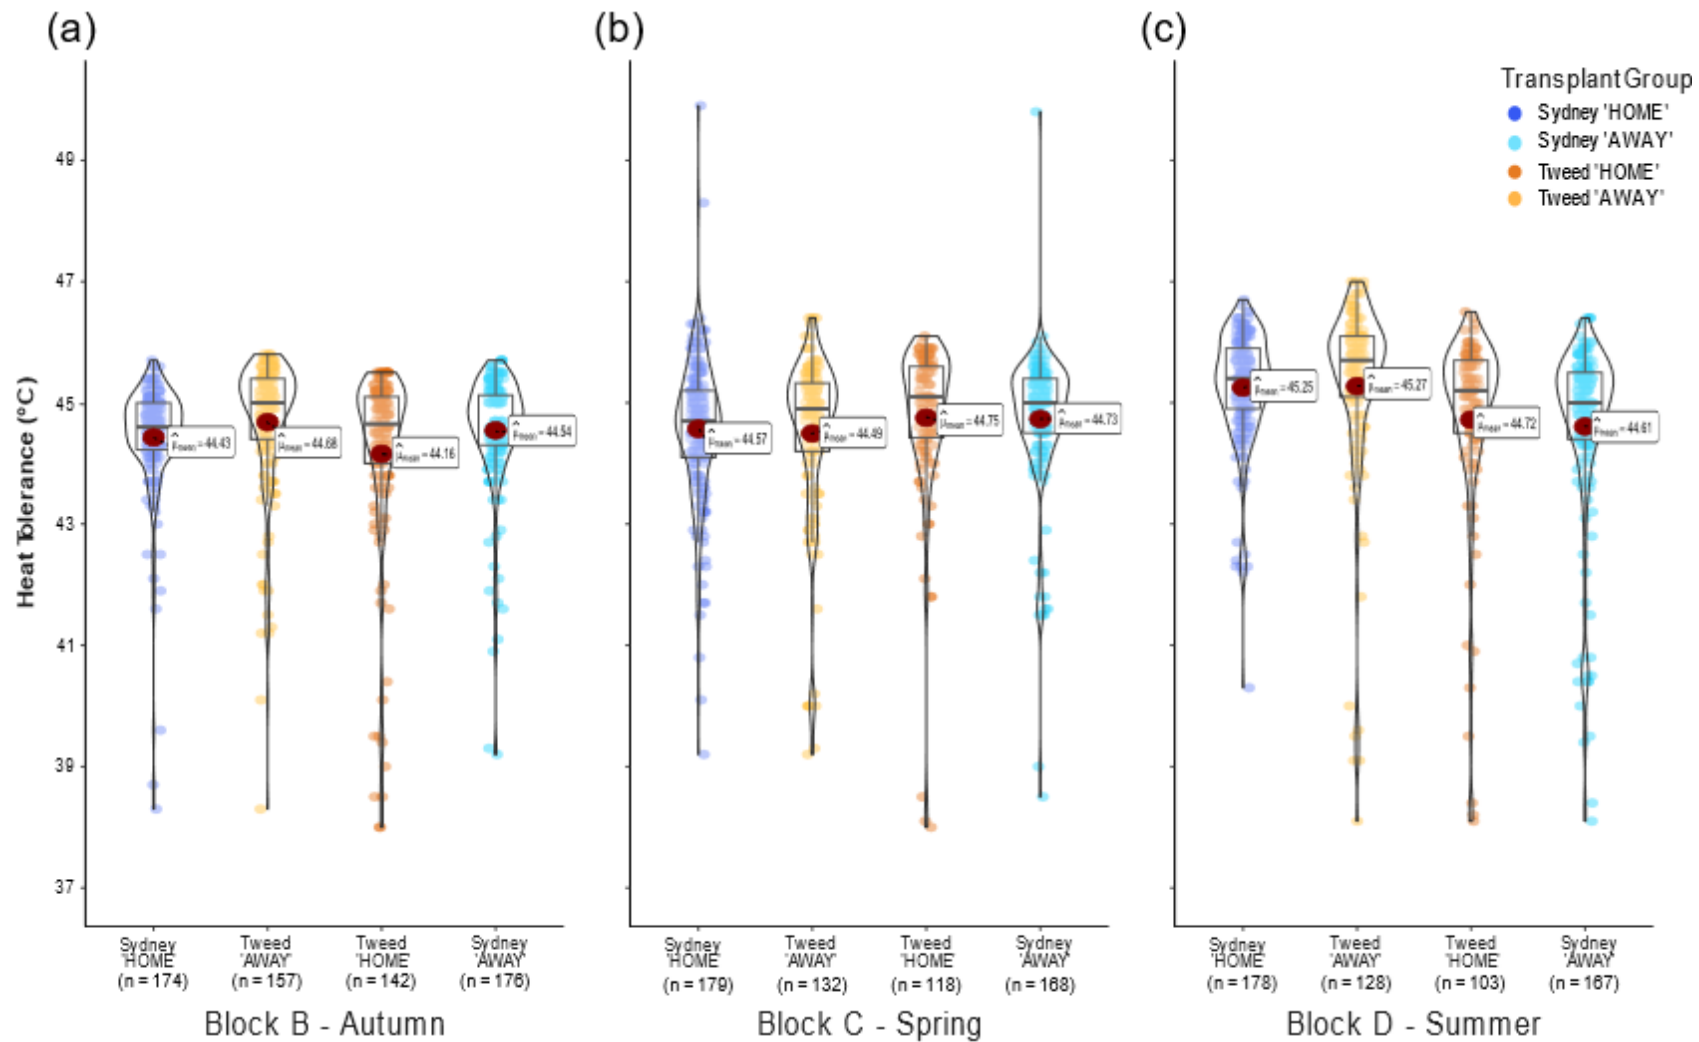 (a)
(b)
(c)
Transplant Group
Sydney 'HOME'
Sydney 'AWAY'
Tweed 'HOME'
Tweed 'AWAY'
Heat Tolerance (°C)
49
47
45
43
41
39
37
μ̂mean = 44.43
μ̂mean = 44.68
μ̂mean = 44.16
μ̂mean = 44.54
μ̂mean = 44.57
μ̂mean = 44.49
μ̂mean = 44.75
μ̂mean = 44.73
μ̂mean = 45.25
μ̂mean = 45.27
μ̂mean = 44.72
μ̂mean = 44.61
Sydney
'HOME'
(n = 174)
Tweed
'AWAY'
(n = 157)
Tweed
'HOME'
(n = 142)
Sydney
'AWAY'
(n = 176)
Block B - Autumn
Sydney
'HOME'
(n = 179)
Tweed
'AWAY'
(n = 132)
Tweed
'HOME'
(n = 118)
Sydney
'AWAY'
(n = 168)
Block C - Spring
Sydney
'HOME'
(n = 178)
Tweed
'AWAY'
(n = 128)
Tweed
'HOME'
(n = 103)
Sydney
'AWAY'
(n = 167)
Block D - Summer